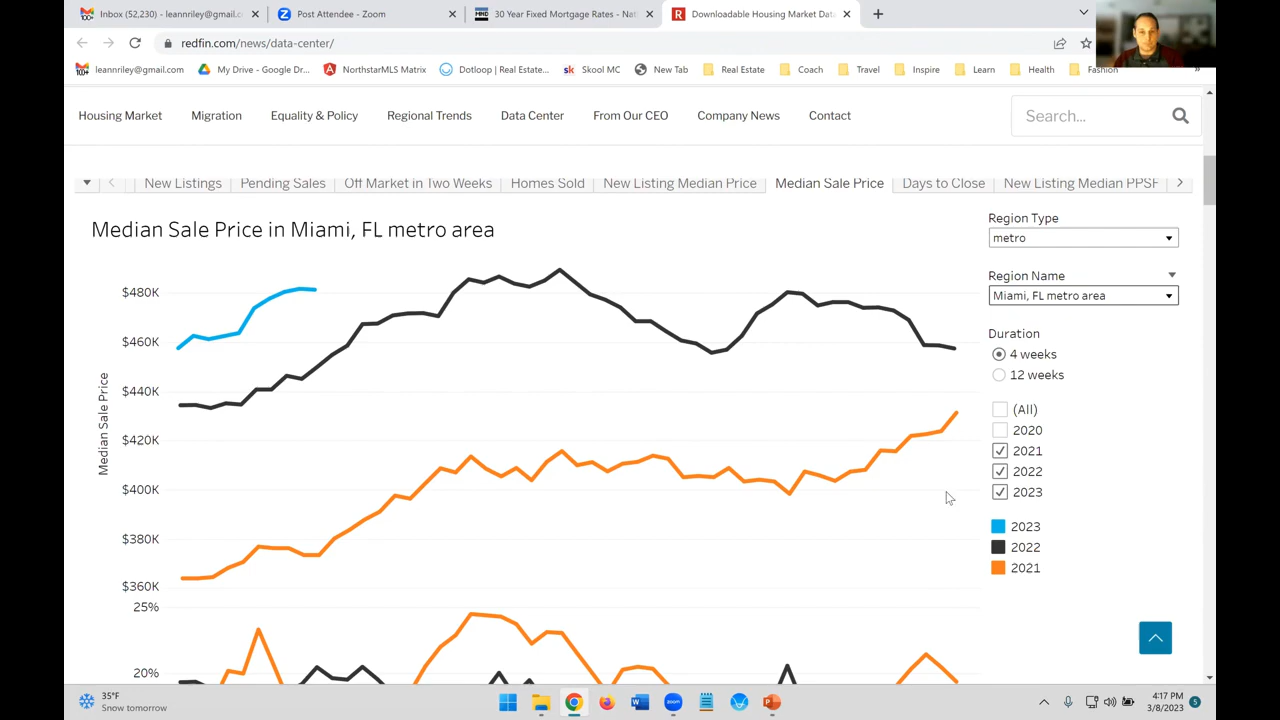 Inbox (52,230) - leannriley@gmail.c
Post Attendee - Zoom
30 Year Fixed Mortgage Rates - Nat
Downloadable Housing Market Data
redfin.com/news/data-center/
leannriley@gmail.com
My Drive - Google Dr...
NorthstarMLS Matrix
Dotloop | Real Estate...
sk Skool MC
New Tab
Real Estate
Coach
Travel
Inspire
Learn
Health
Fashion
Housing Market
Migration
Equality & Policy
Regional Trends
Data Center
From Our CEO
Company News
Contact
Search...
New Listings
Pending Sales
Off Market in Two Weeks
Homes Sold
New Listing Median Price
Median Sale Price
Days to Close
New Listing Median PPSF
Median Sale Price in Miami, FL metro area
Region Type
metro
Region Name
Miami, FL metro area
Duration
4 weeks
12 weeks
(All)
2020
2021
2022
2023
2023
2022
2021
Median Sale Price
$480K
$460K
$440K
$420K
$400K
$380K
$360K
25%
20%
35°F
Snow tomorrow
4:17 PM
3/8/2023
5